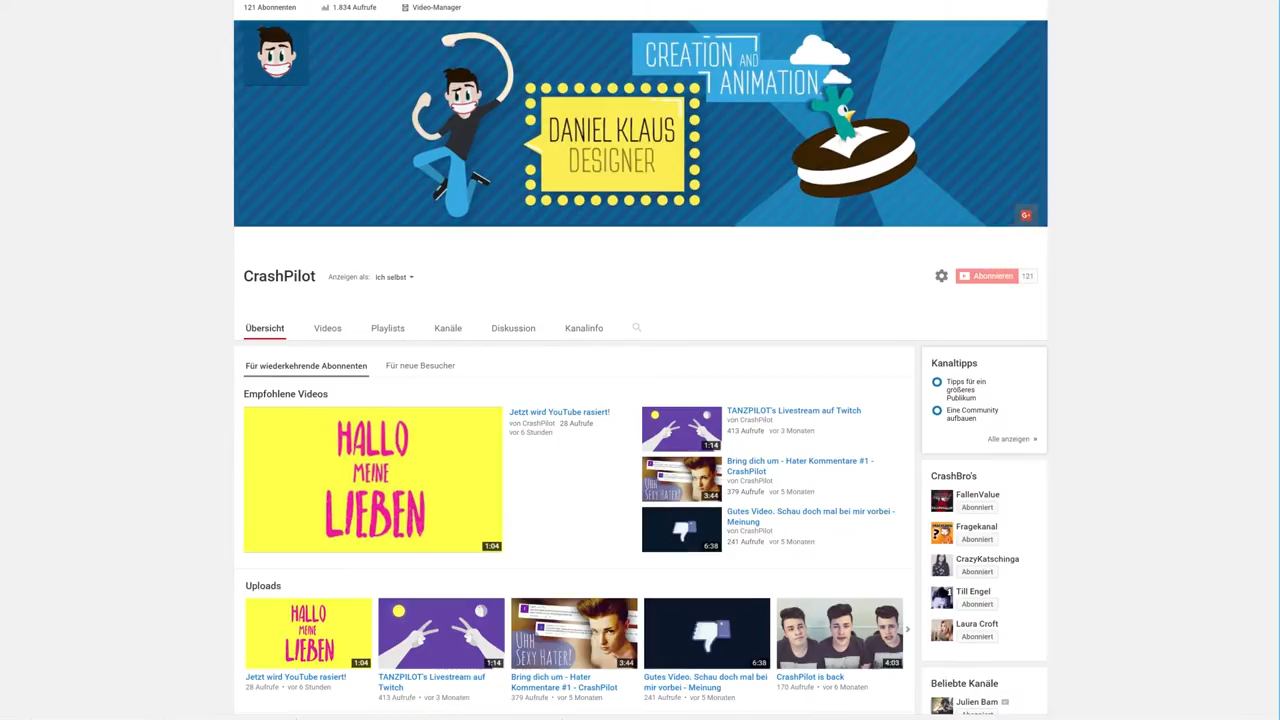 121 Abonnenten 1.834 Aufrufe Video-Manager
CREATION AND
ANIMATION
DANIEL KLAUS
DESIGNER
G+
CrashPilot Anzeigen als: Ich selbst
Abonnieren 121
Übersicht Videos Playlists Kanäle Diskussion Kanalinfo
Für wiederkehrende Abonnenten Für neue Besucher
Empfohlene Videos
HALLO
MEINE
LIEBEN
1:04
Jetzt wird YouTube rasiert!
von CrashPilot 28 Aufrufe
vor 6 Stunden
1:14
TANZPILOT's Livestream auf Twitch
von CrashPilot
413 Aufrufe vor 3 Monaten
UHH
SEXY HATER!
3:44
Bring dich um - Hater Kommentare #1 -
CrashPilot
von CrashPilot
379 Aufrufe vor 5 Monaten
6:38
Gutes Video. Schau doch mal bei mir vorbei -
Meinung
von CrashPilot
241 Aufrufe vor 5 Monaten
Uploads
HALLO
MEINE
LIEBEN
1:04
Jetzt wird YouTube rasiert!
28 Aufrufe • vor 6 Stunden
1:14
TANZPILOT's Livestream auf
Twitch
413 Aufrufe • vor 3 Monaten
UHH
SEXY HATER!
3:44
Bring dich um - Hater
Kommentare #1 - CrashPilot
379 Aufrufe • vor 5 Monaten
6:38
Gutes Video. Schau doch mal bei
mir vorbei - Meinung
241 Aufrufe • vor 5 Monaten
4:03
CrashPilot is back
170 Aufrufe • vor 6 Monaten
Kanaltipps
Tipps für ein
größeres
Publikum
Eine Community
aufbauen
Alle anzeigen »
CrashBro's
FallenValue
Abonniert
Fragekanal
Abonniert
CrazyKatschinga
Abonniert
Till Engel
Abonniert
Laura Croft
Abonniert
Beliebte Kanäle
Julien Bam
Abonniert